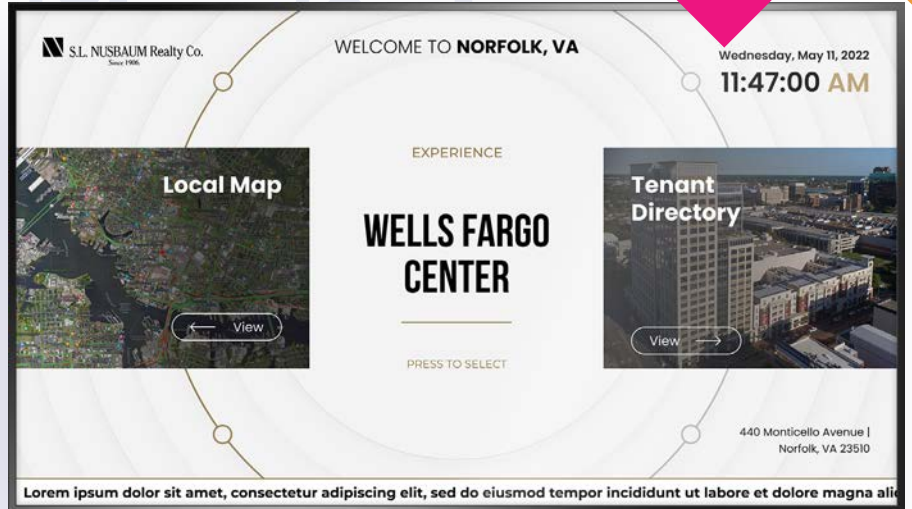 S.L. NUSBAUM Realty Co.
Since 1906
WELCOME TO NORFOLK, VA
Wednesday, May 11, 2022
11:47:00 AM
Local Map
View
EXPERIENCE
WELLS FARGO
CENTER
PRESS TO SELECT
Tenant
Directory
View
440 Monticello Avenue |
Norfolk, VA 23510
Lorem ipsum dolor sit amet, consectetur adipiscing elit, sed do eiusmod tempor incididunt ut labore et dolore magna